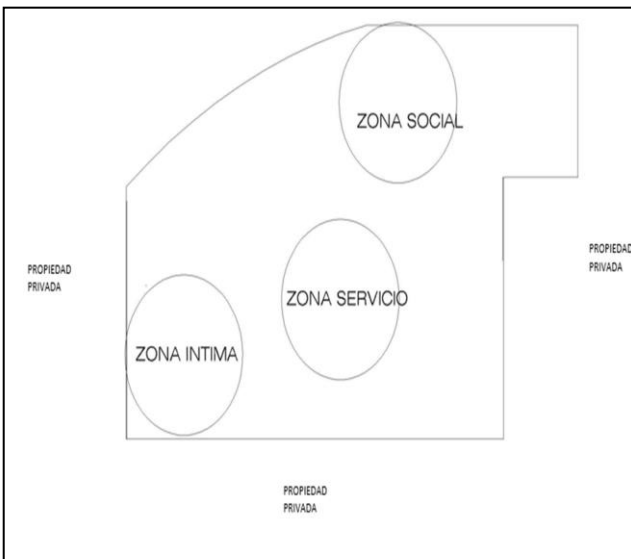 ZONA SOCIAL
PROPIEDAD
PRIVADA
PROPIEDAD
PRIVADA
ZONA SERVICIO
ZONA INTIMA
PROPIEDAD
PRIVADA